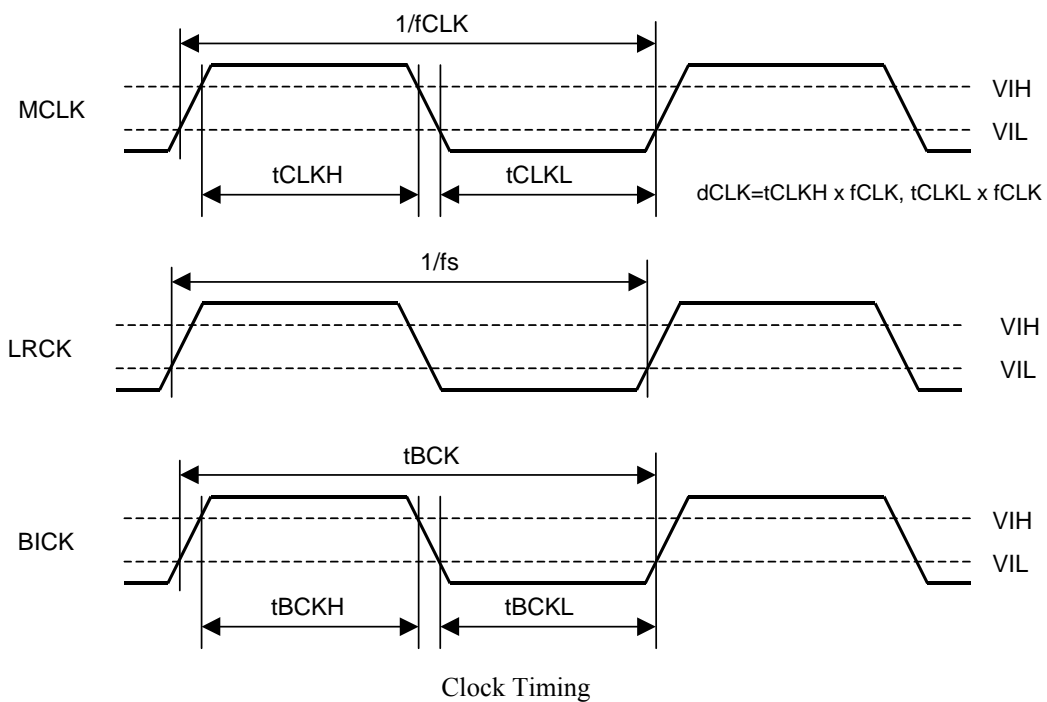 1/fCLK
MCLK
VIH
VIL
tCLKH
tCLKL
dCLK=tCLKH x fCLK, tCLKL x fCLK
1/fs
LRCK
VIH
VIL
tBCK
BICK
VIH
VIL
tBCKH
tBCKL
Clock Timing